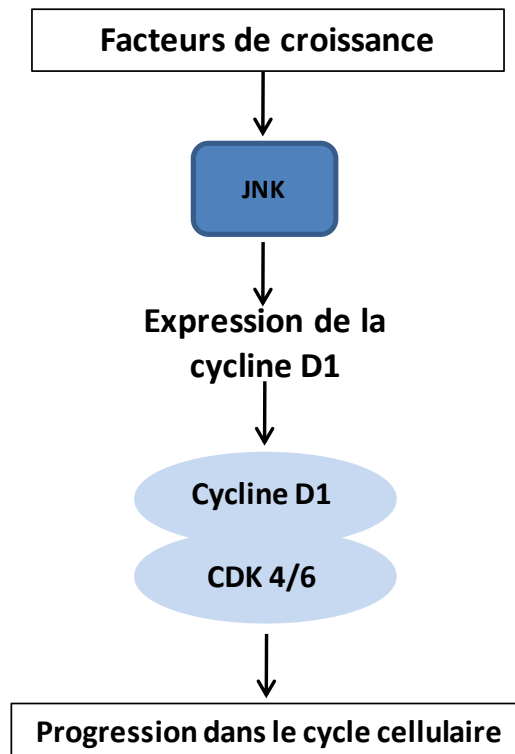 Facteurs de croissance
JNK
Expression de la
cycline D1
Cycline D1
CDK 4/6
Progression dans le cycle cellulaire